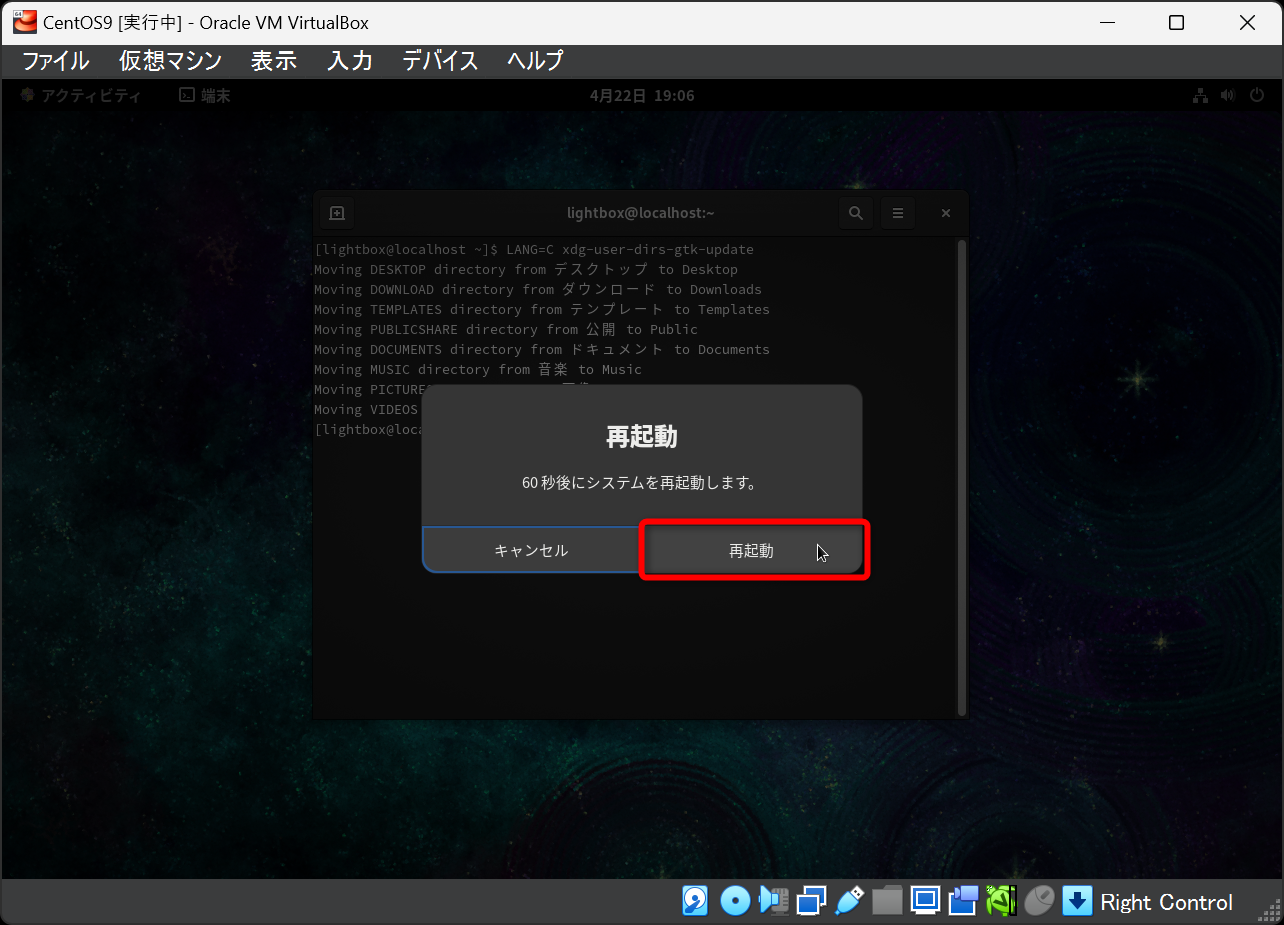 CentOS9 [実行中] - Oracle VM VirtualBox
ファイル 仮想マシン 表示 入力 デバイス ヘルプ
アクティビティ 端末 4月22日 19:06
lightbox@localhost:~
[lightbox@localhost ~]$ LANG=C xdg-user-dirs-gtk-update
Moving DESKTOP directory from デスクトップ to Desktop
Moving DOWNLOAD directory from ダウンロード to Downloads
Moving TEMPLATES directory from テンプレート to Templates
Moving PUBLICSHARE directory from 公開 to Public
Moving DOCUMENTS directory from ドキュメント to Documents
Moving MUSIC directory from 音楽 to Music
Moving
Moving VIDEOS
再起動
60 秒後にシステムを再起動します。
キャンセル 再起動
Right Control